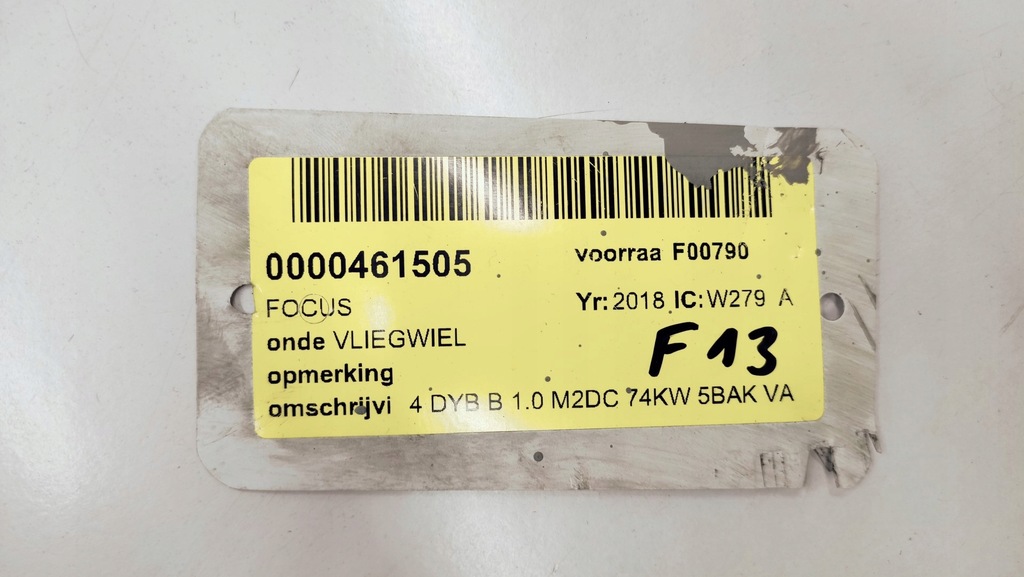 0000461505
voorraa F00790
FOCUS
Yr: 2018 IC: W279 A
onde VLIEGWIEL
F 13
opmerking
omschrijvi 4 DYB B 1.0 M2DC 74KW 5BAK VA